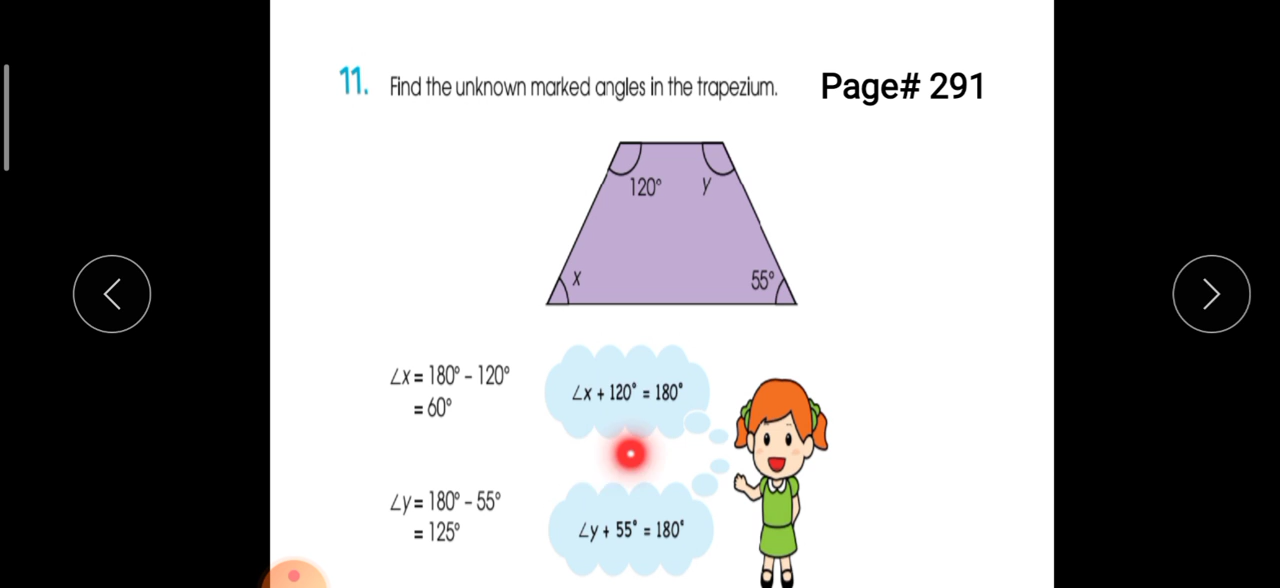 11. Find the unknown marked angles in the trapezium. Page# 291
120° y
x 55°
∠x = 180° – 120°
= 60°
∠x + 120° = 180°
∠y = 180° – 55°
= 125°
∠y + 55° = 180°